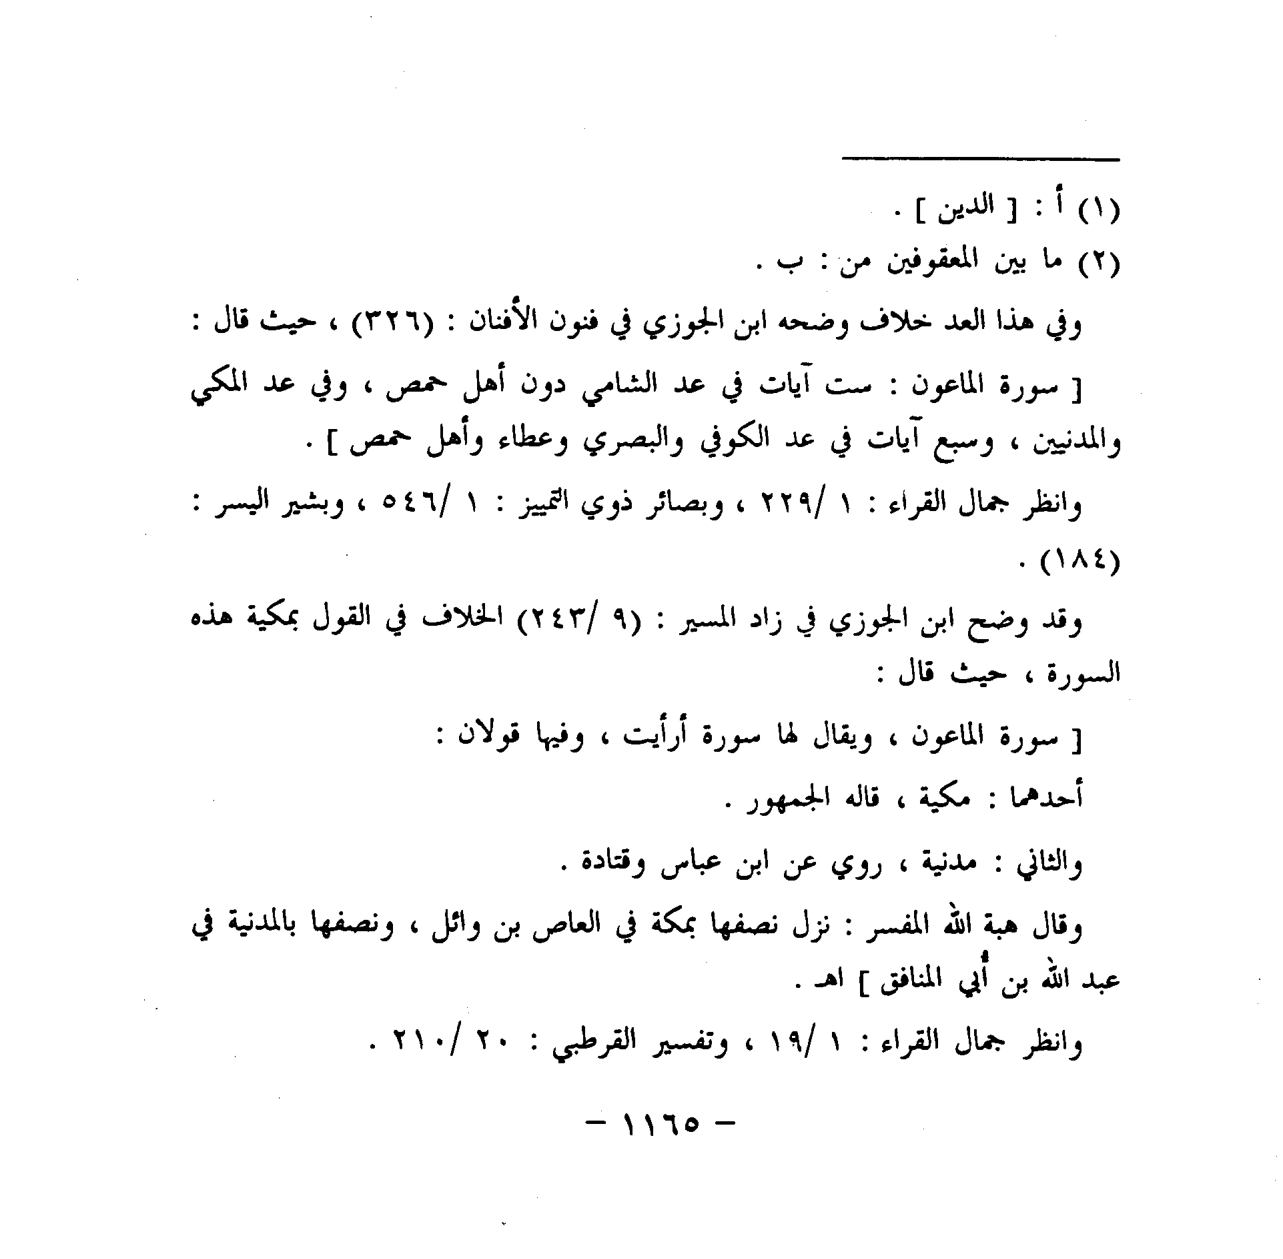 (١) أ : [ الدين ] .
(٢) ما بين المعقوفين من : ب .
وفي هذا العد خلاف وضحه ابن الجوزي في فنون الأفنان : (٣٢٦) ، حيث قال :
[ سورة الماعون : ست آيات في عد الشامي دون أهل حمص ، وفي عد المكي
والمدنيين ، وسبع آيات في عد الكوفي والبصري وعطاء وأهل حمص ] .
وانظر جمال القراء : ١ /٢٢٩ ، وبصائر ذوي التمييز : ١ /٥٤٦ ، وبشير اليسر :
(١٨٤) .
وقد وضح ابن الجوزي في زاد المسير : (٩ /٢٤٣) الخلاف في القول بمكية هذه
السورة ، حيث قال :
[ سورة الماعون ، ويقال لها سورة أرأيت ، وفيها قولان :
أحدهما : مكية ، قاله الجمهور .
والثاني : مدنية ، روي عن ابن عباس وقتادة .
وقال هبة الله المفسر : نزل نصفها بمكة في العاص بن وائل ، ونصفها بالمدنية في
عبد الله بن أُبي المنافق ] اهـ .
وانظر جمال القراء : ١ /١٩ ، وتفسير القرطبي : ٢٠ /٢١٠ .
– ١١٦٥ –